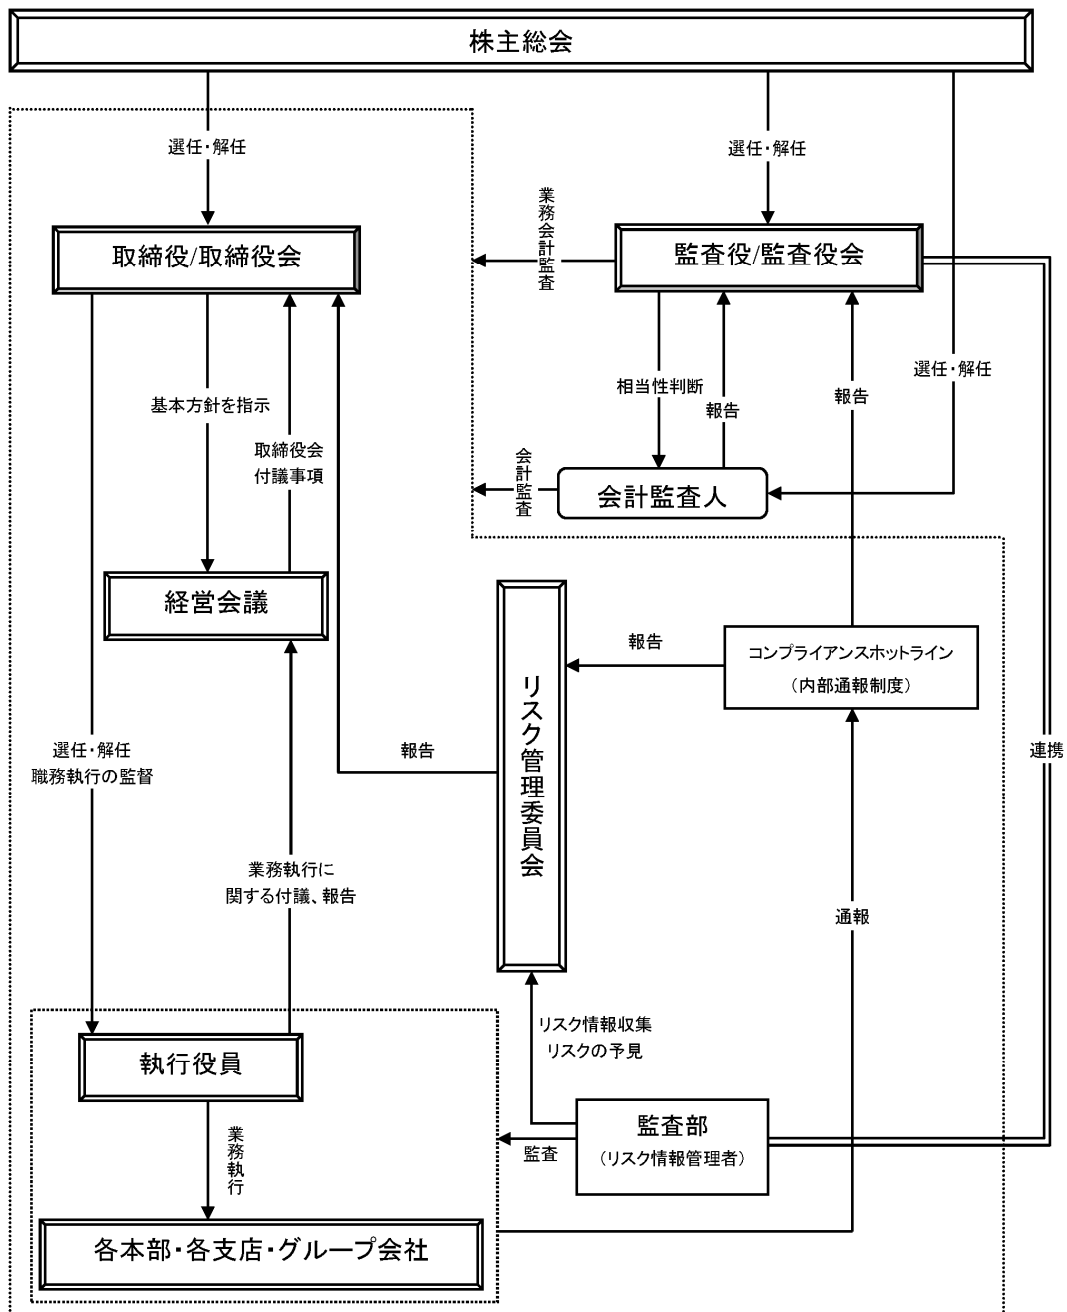 株主総会
選任・解任
選任・解任
選任・解任
取締役/取締役会
業務会計監査
監査役/監査役会
基本方針を指示
取締役会
付議事項
相当性判断
報告
報告
会計監査
会計監査人
経営会議
リスク管理委員会
報告
コンプライアンスホットライン
（内部通報制度）
選任・解任
職務執行の監督
報告
連携
業務執行に
関する付議、報告
通報
リスク情報収集
リスクの予見
執行役員
業務執行
監査
監査部
（リスク情報管理者）
各本部・各支店・グループ会社